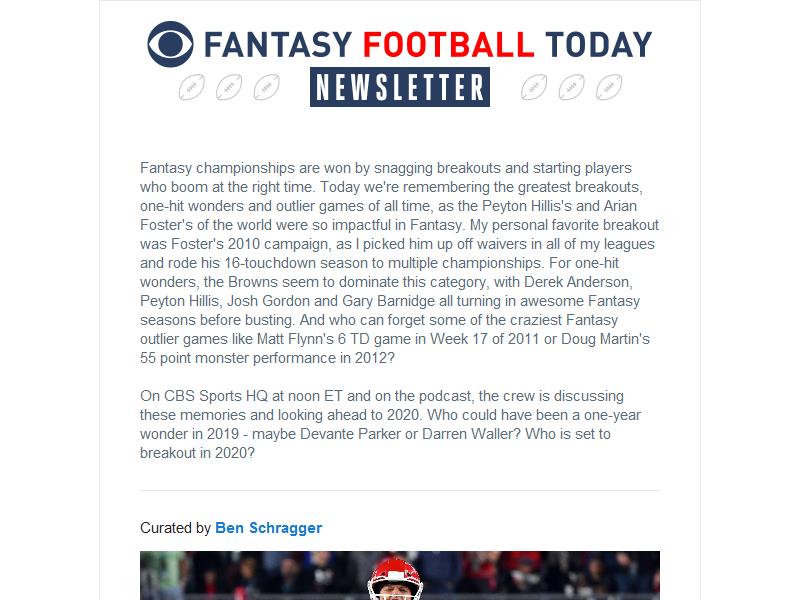 FANTASY FOOTBALL TODAY
NEWSLETTER
Fantasy championships are won by snagging breakouts and starting players
who boom at the right time. Today we're remembering the greatest breakouts,
one-hit wonders and outlier games of all time, as the Peyton Hillis's and Arian
Foster's of the world were so impactful in Fantasy. My personal favorite breakout
was Foster's 2010 campaign, as I picked him up off waivers in all of my leagues
and rode his 16-touchdown season to multiple championships. For one-hit
wonders, the Browns seem to dominate this category, with Derek Anderson,
Peyton Hillis, Josh Gordon and Gary Barnidge all turning in awesome Fantasy
seasons before busting. And who can forget some of the craziest Fantasy
outlier games like Matt Flynn's 6 TD game in Week 17 of 2011 or Doug Martin's
55 point monster performance in 2012?
On CBS Sports HQ at noon ET and on the podcast, the crew is discussing
these memories and looking ahead to 2020. Who could have been a one-year
wonder in 2019 - maybe Devante Parker or Darren Waller? Who is set to
breakout in 2020?
Curated by Ben Schragger